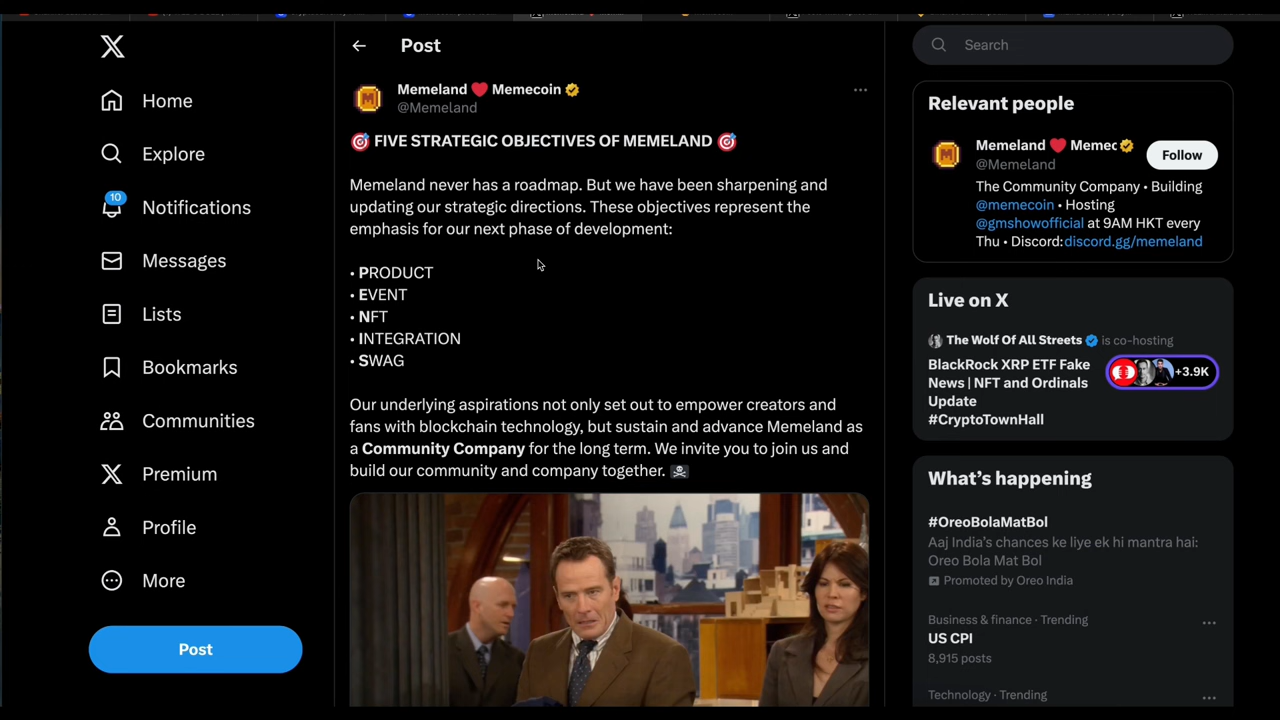 Home
Explore
10
Notifications
Messages
Lists
Bookmarks
Communities
Premium
Profile
More
Post
Post
Memeland ❤️ Memecoin
@Memeland
🎯 FIVE STRATEGIC OBJECTIVES OF MEMELAND 🎯
Memeland never has a roadmap. But we have been sharpening and
updating our strategic directions. These objectives represent the
emphasis for our next phase of development:
• PRODUCT
• EVENT
• NFT
• INTEGRATION
• SWAG
Our underlying aspirations not only set out to empower creators and
fans with blockchain technology, but sustain and advance Memeland as
a Community Company for the long term. We invite you to join us and
build our community and company together. 🏴‍☠️
Search
Relevant people
Memeland ❤️ Memec
@Memeland
Follow
The Community Company • Building
@memecoin • Hosting
@gmshowofficial at 9AM HKT every
Thu • Discord:discord.gg/memeland
Live on X
The Wolf Of All Streets is co-hosting
BlackRock XRP ETF Fake
News | NFT and Ordinals
Update
#CryptoTownHall
+3.9K
What's happening
#OreoBolaMatBol
Aaj India's chances ke liye ek hi mantra hai:
Oreo Bola Mat Bol
Promoted by Oreo India
Business & finance · Trending
US CPI
8,915 posts
Technology · Trending